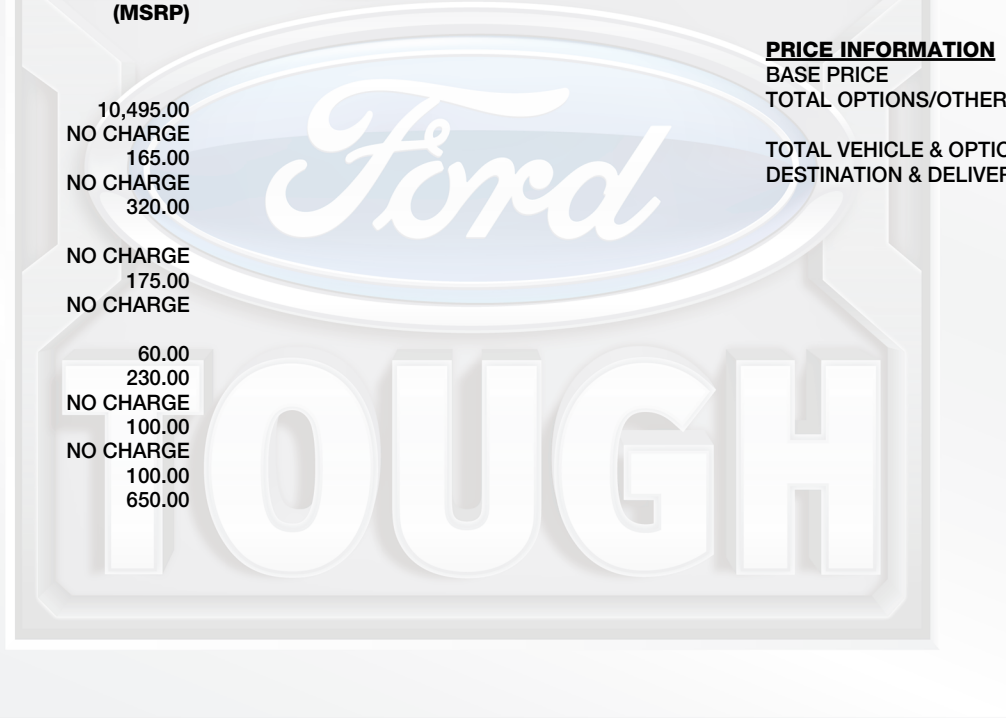 (MSRP)
10,495.00
NO CHARGE
165.00
NO CHARGE
320.00
NO CHARGE
175.00
NO CHARGE
60.00
230.00
NO CHARGE
100.00
NO CHARGE
100.00
650.00
PRICE INFORMATION
BASE PRICE
TOTAL OPTIONS/OTHER
TOTAL VEHICLE & OPTIO
DESTINATION & DELIVER
Ford
TOUGH